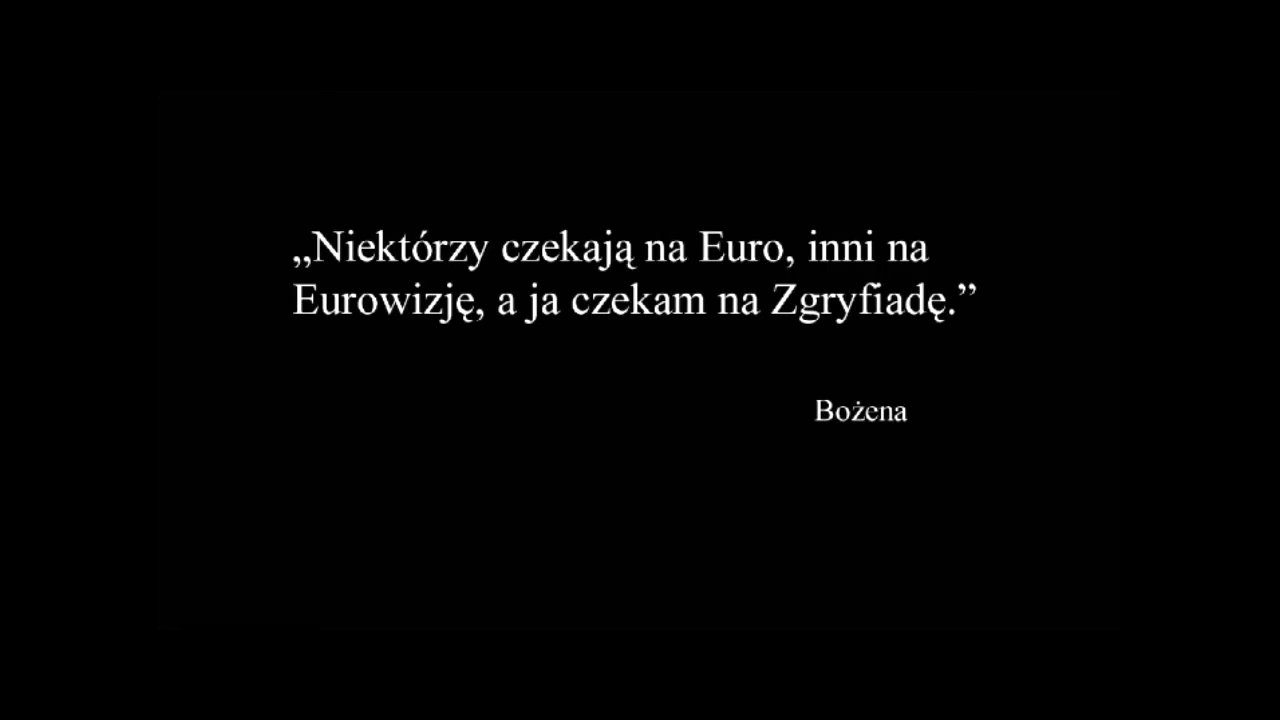 „Niektórzy czekają na Euro, inni na
Eurowizję, a ja czekam na Zgryfiadę.”
Bożena